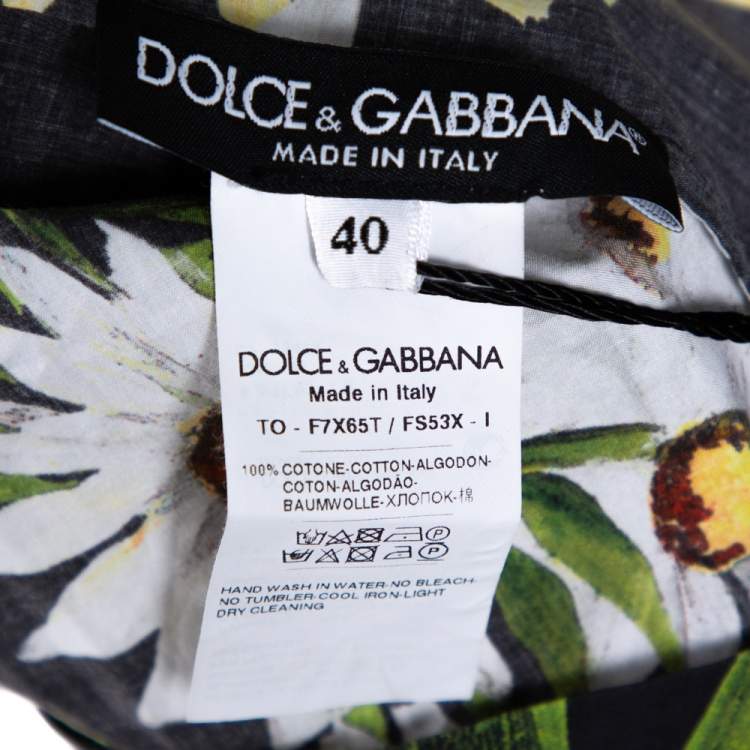 DOLCE & GABBANA
MADE IN ITALY
40
DOLCE & GABBANA
Made in Italy
TO - F7X65T / FS53X - I
100% COTONE-COTTON-ALGODON-
COTON-ALGODÃO-
BAUMWOLLE-ХЛОПОК-棉
HAND WASH IN WATER-NO BLEACH-
NO TUMBLER-COOL IRON-LIGHT
DRY CLEANING